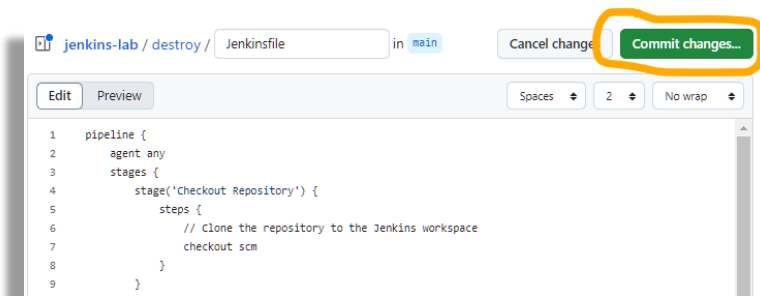 jenkins-lab / destroy / Jenkinsfile in main Cancel change Commit changes...
Edit Preview Spaces 2 No wrap
1 pipeline {
2 agent any
3 stages {
4 stage('Checkout Repository') {
5 steps {
6 // Clone the repository to the Jenkins workspace
7 checkout scm
8 }
9 }